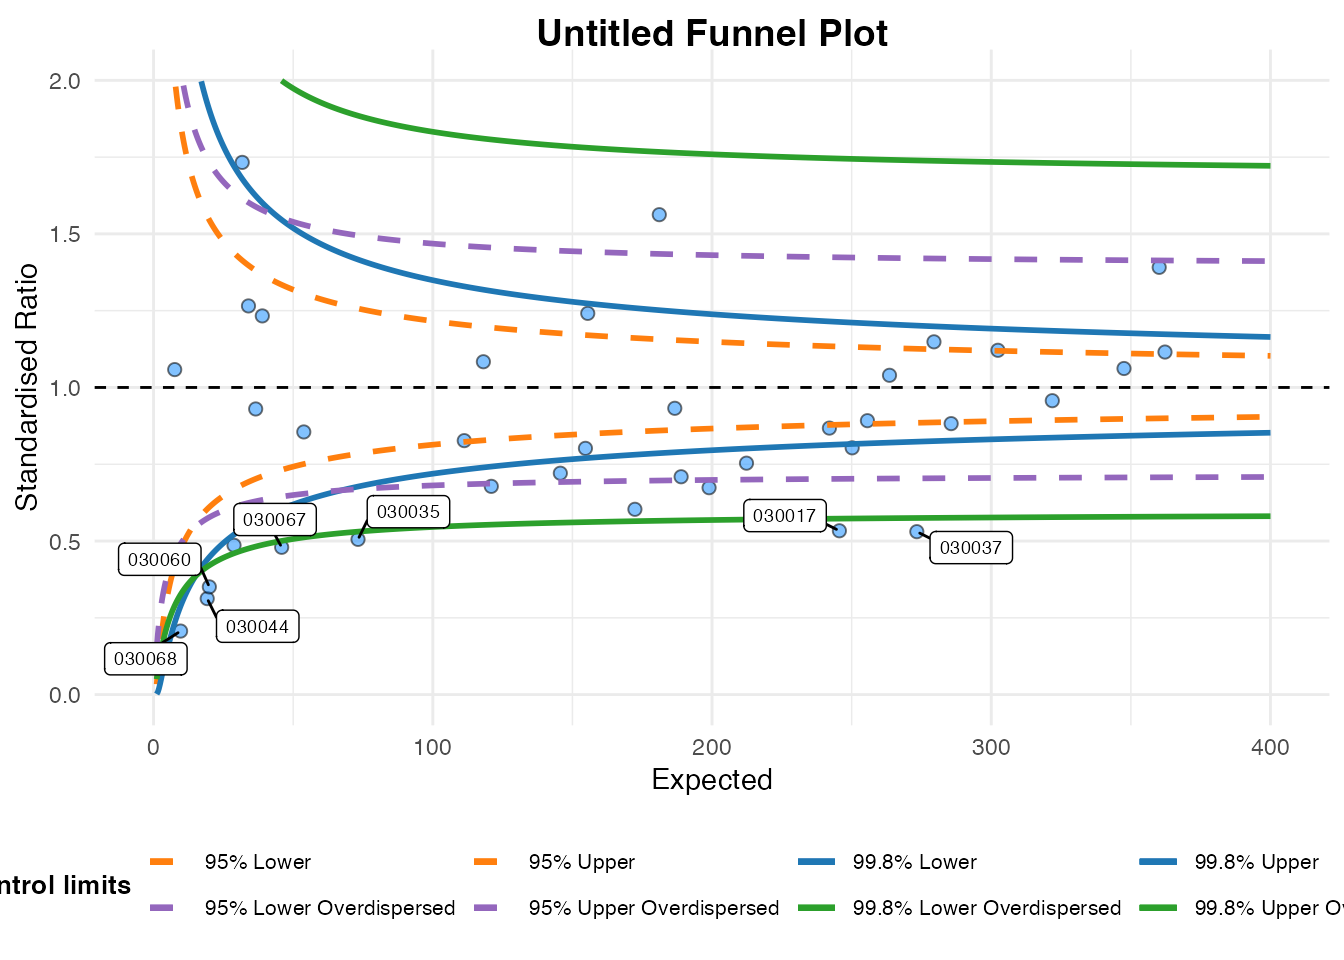 Untitled Funnel Plot
Standardised Ratio
2.0
1.5
1.0
0.5
0.0
030067
030035
030017
030037
030060
030044
030068
0 100 200 300 400
Expected
ntrol limits
95% Lower 95% Upper 99.8% Lower 99.8% Upper
95% Lower Overdispersed 95% Upper Overdispersed 99.8% Lower Overdispersed 99.8% Upper Ov